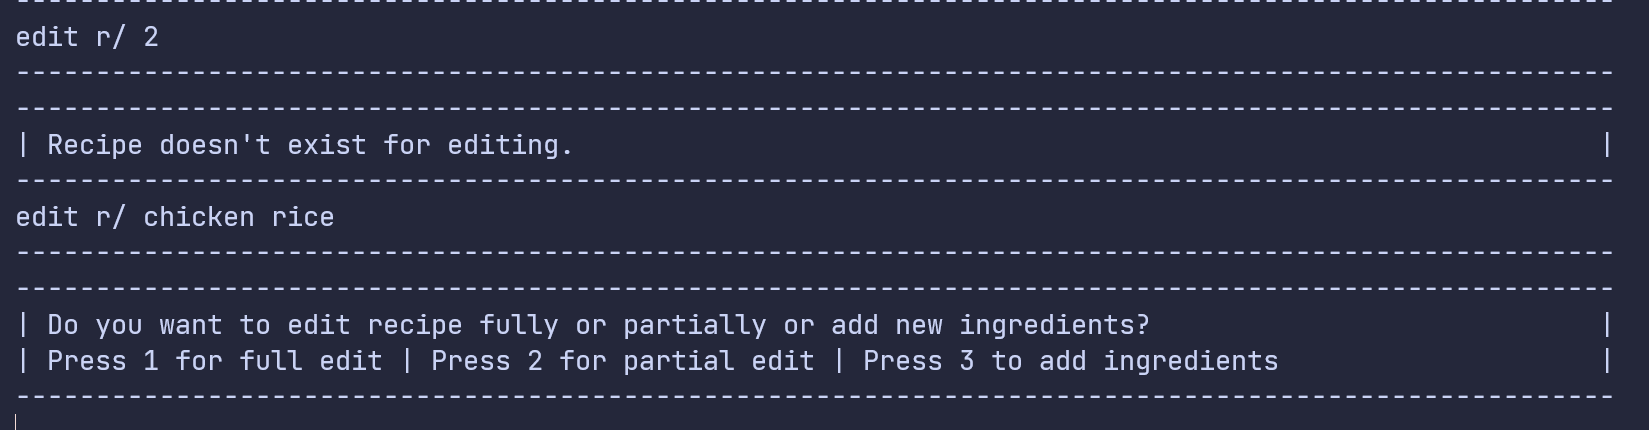 ----------------------------------------------------------------------------------------------------
edit r/ 2
----------------------------------------------------------------------------------------------------
----------------------------------------------------------------------------------------------------
| Recipe doesn't exist for editing.                                                                |
----------------------------------------------------------------------------------------------------
edit r/ chicken rice
----------------------------------------------------------------------------------------------------
----------------------------------------------------------------------------------------------------
| Do you want to edit recipe fully or partially or add new ingredients?                            |
| Press 1 for full edit | Press 2 for partial edit | Press 3 to add ingredients                    |
----------------------------------------------------------------------------------------------------